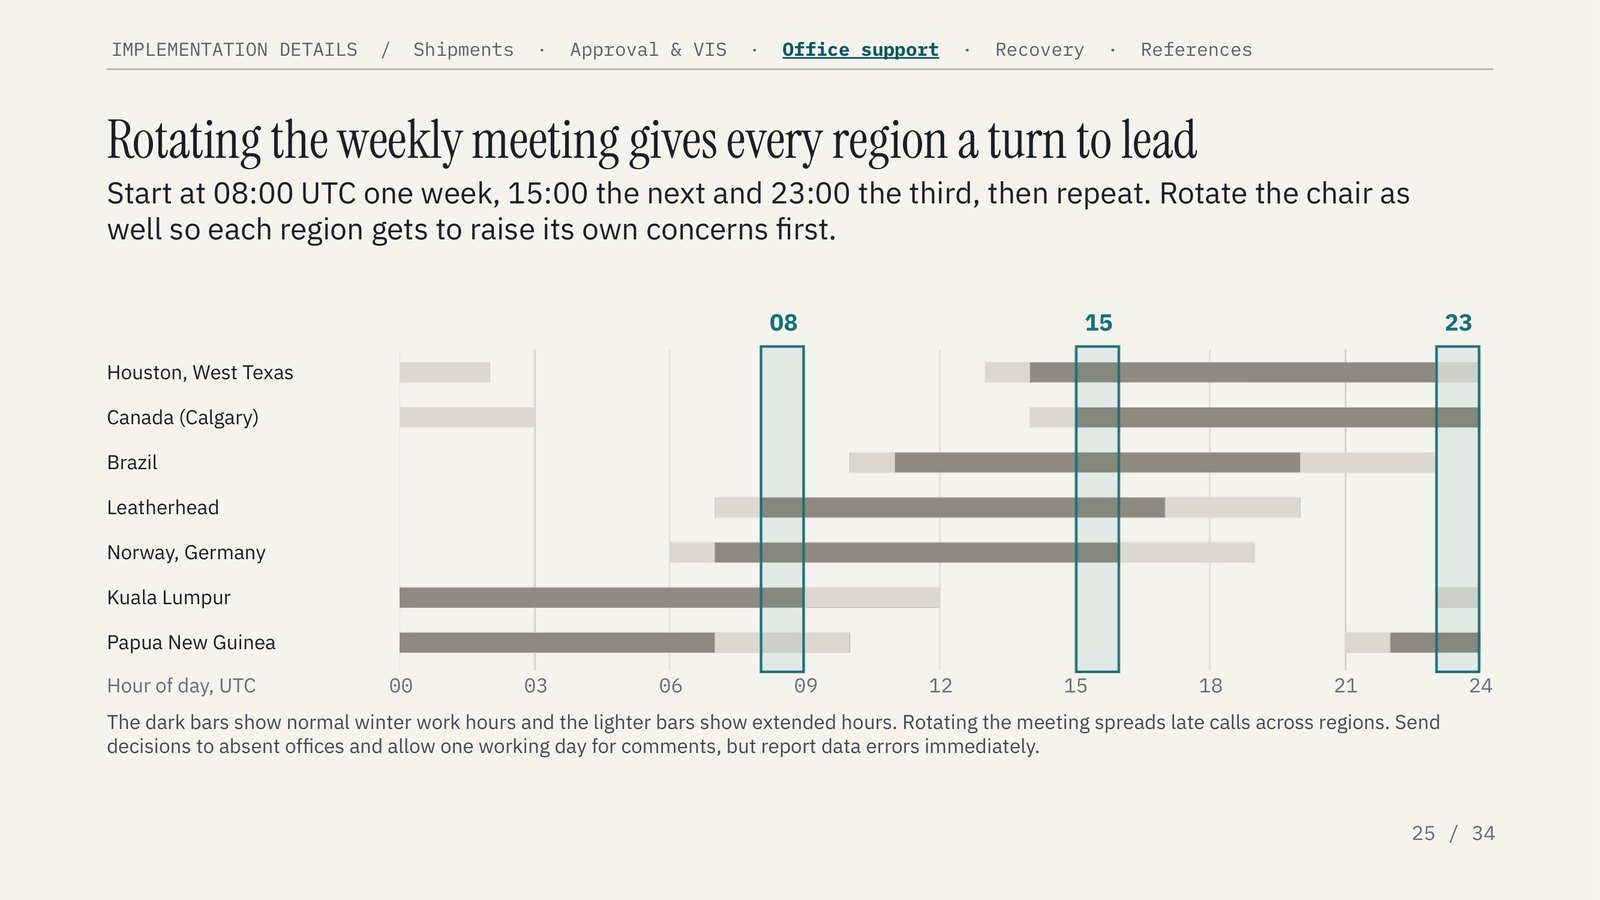 IMPLEMENTATION DETAILS / Shipments · Approval & VIS · Office support · Recovery · References
Rotating the weekly meeting gives every region a turn to lead
Start at 08:00 UTC one week, 15:00 the next and 23:00 the third, then repeat. Rotate the chair as
well so each region gets to raise its own concerns first.
08 15 23
Houston, West Texas
Canada (Calgary)
Brazil
Leatherhead
Norway, Germany
Kuala Lumpur
Papua New Guinea
Hour of day, UTC 00 03 06 09 12 15 18 21 24
The dark bars show normal winter work hours and the lighter bars show extended hours. Rotating the meeting spreads late calls across regions. Send
decisions to absent offices and allow one working day for comments, but report data errors immediately.
25 / 34